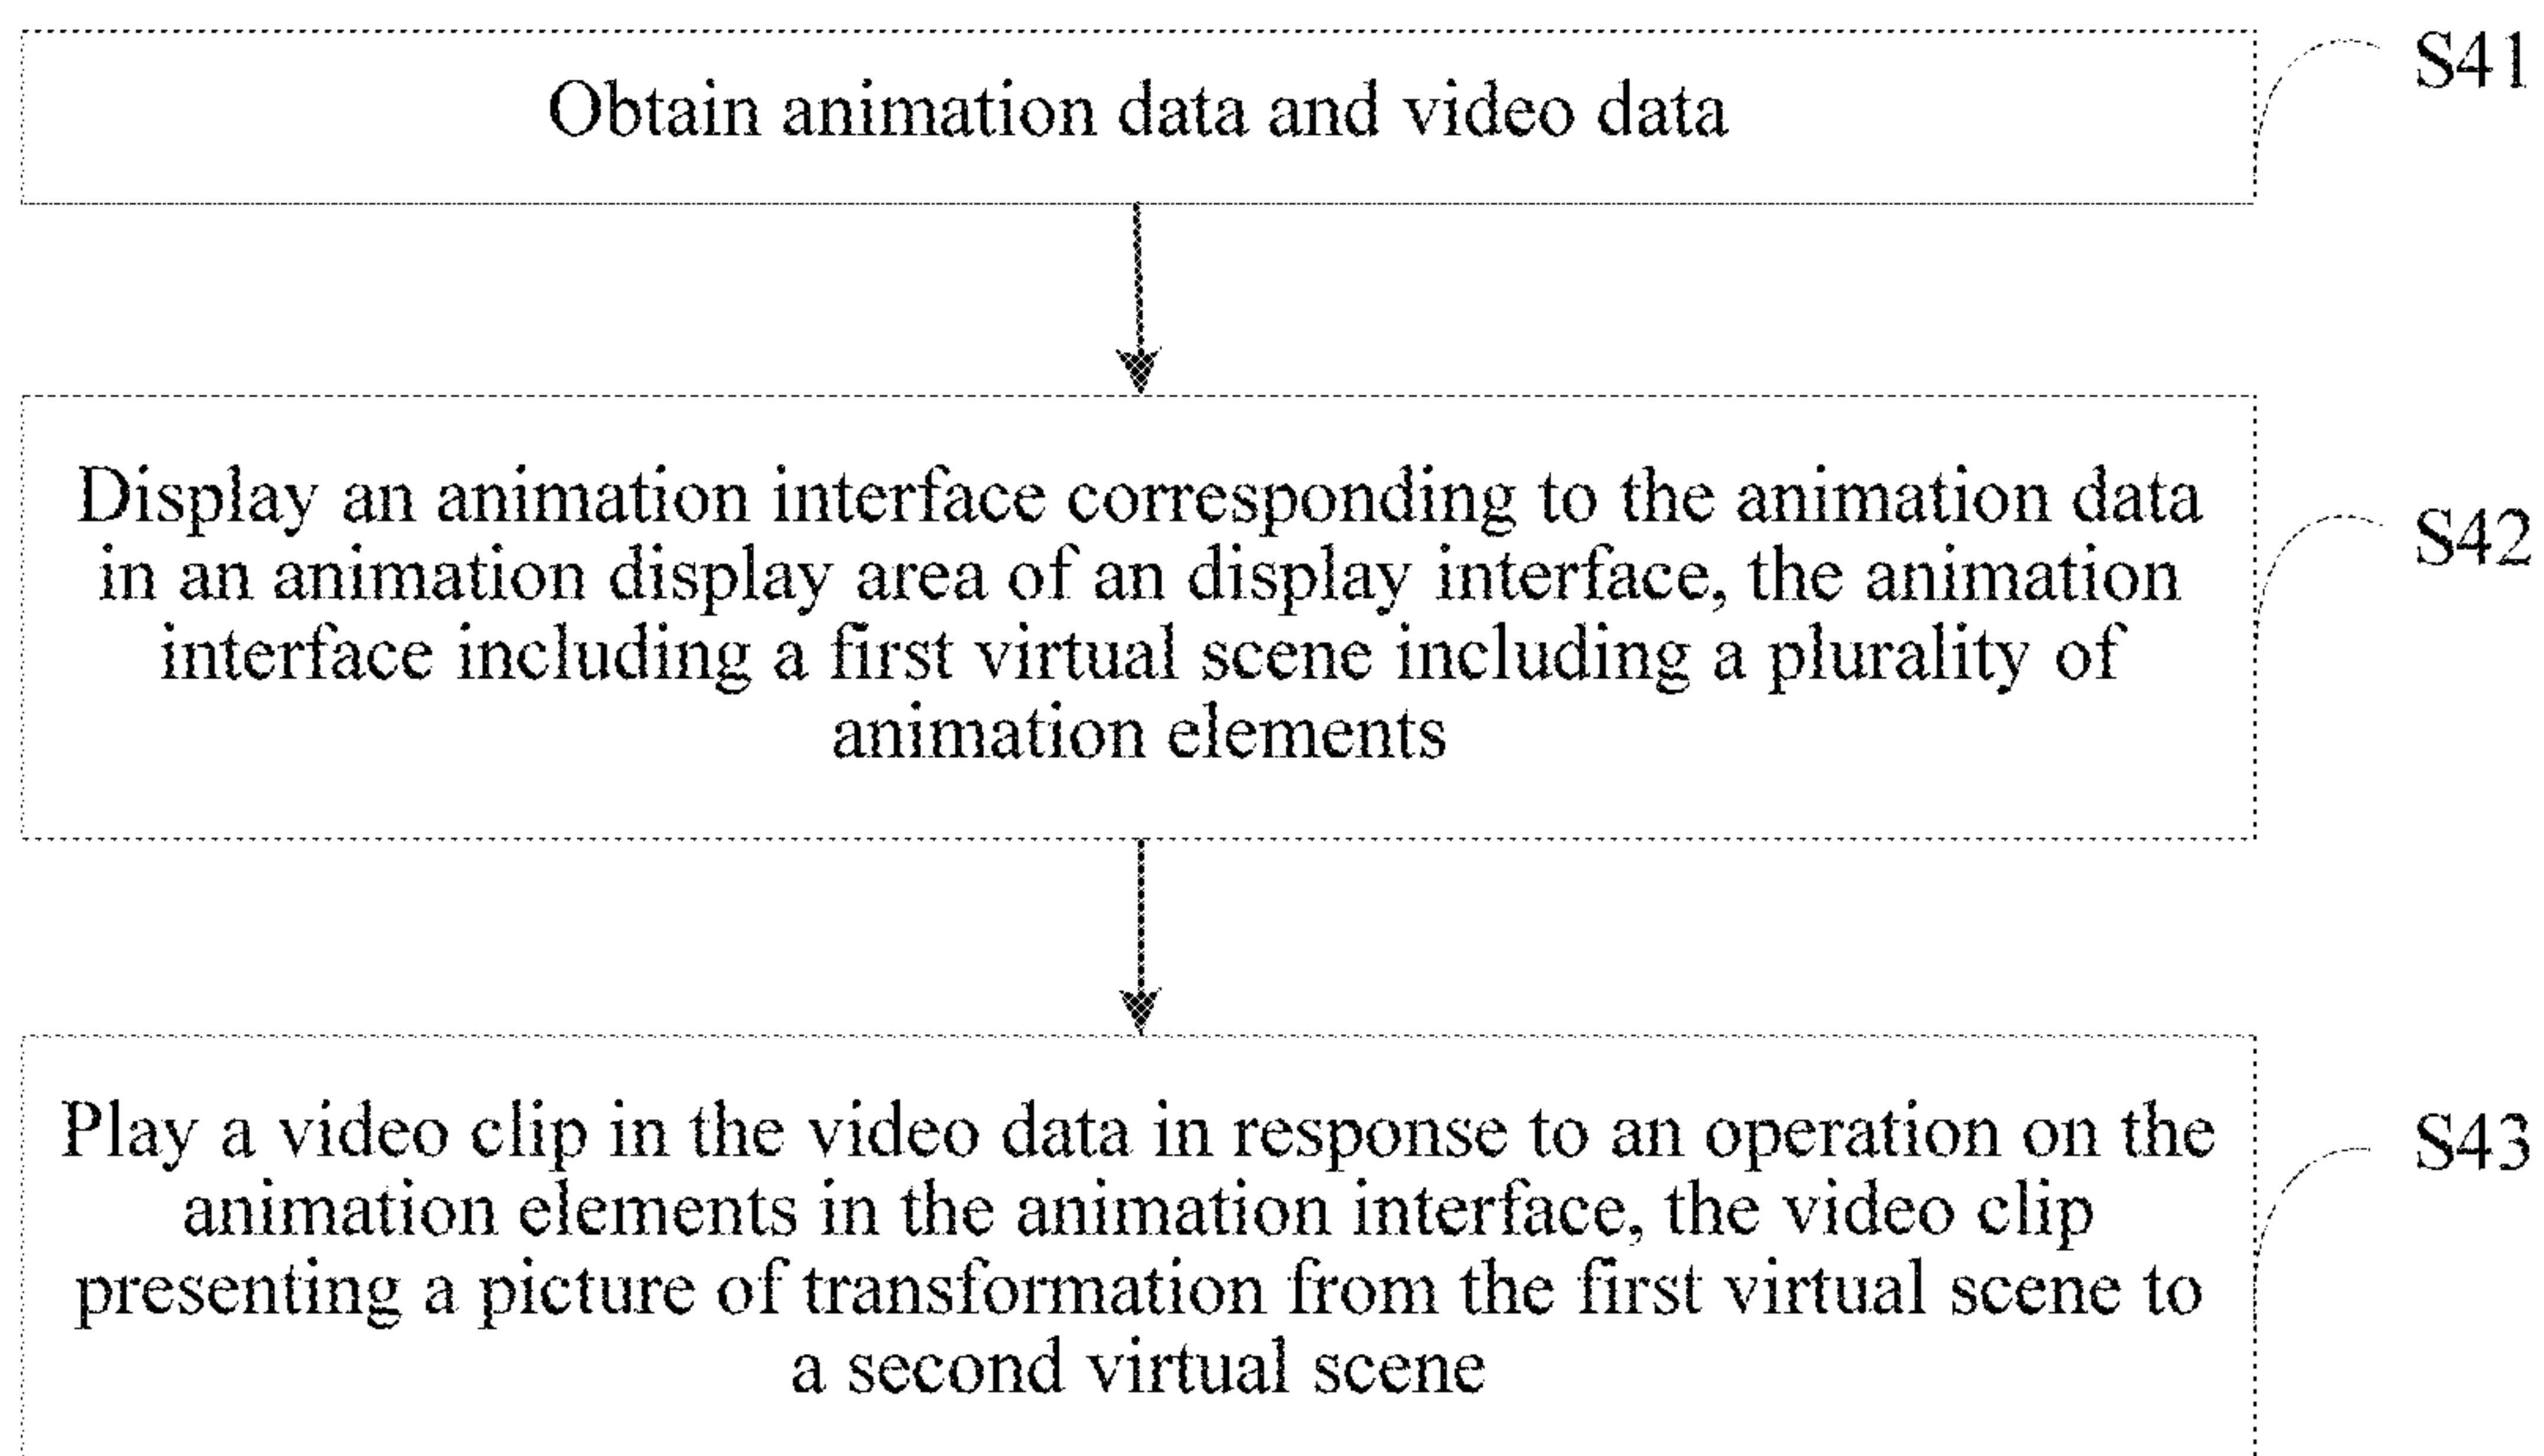 Obtain animation data and video data
S41
Display an animation interface corresponding to the animation data
in an animation display area of an display interface, the animation
interface including a first virtual scene including a plurality of
animation elements
S42
Play a video clip in the video data in response to an operation on the
animation elements in the animation interface, the video clip
presenting a picture of transformation from the first virtual scene to
a second virtual scene
S43